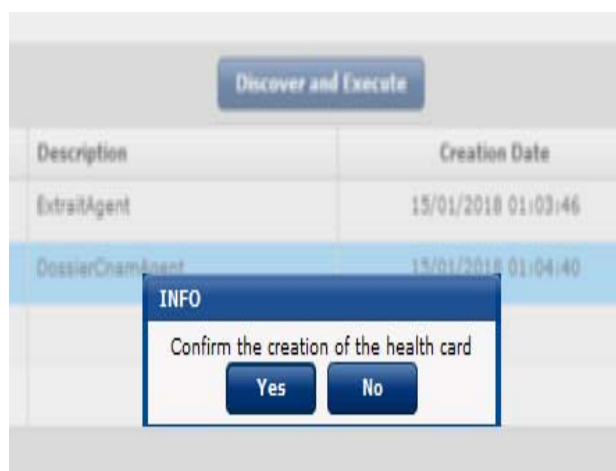 Discover and Execute
Description Creation Date
ExtraitAgent 15/01/2018 01:03:46
DossierCnamAgent 15/01/2018 01:04:40
INFO
Confirm the creation of the health card
Yes No